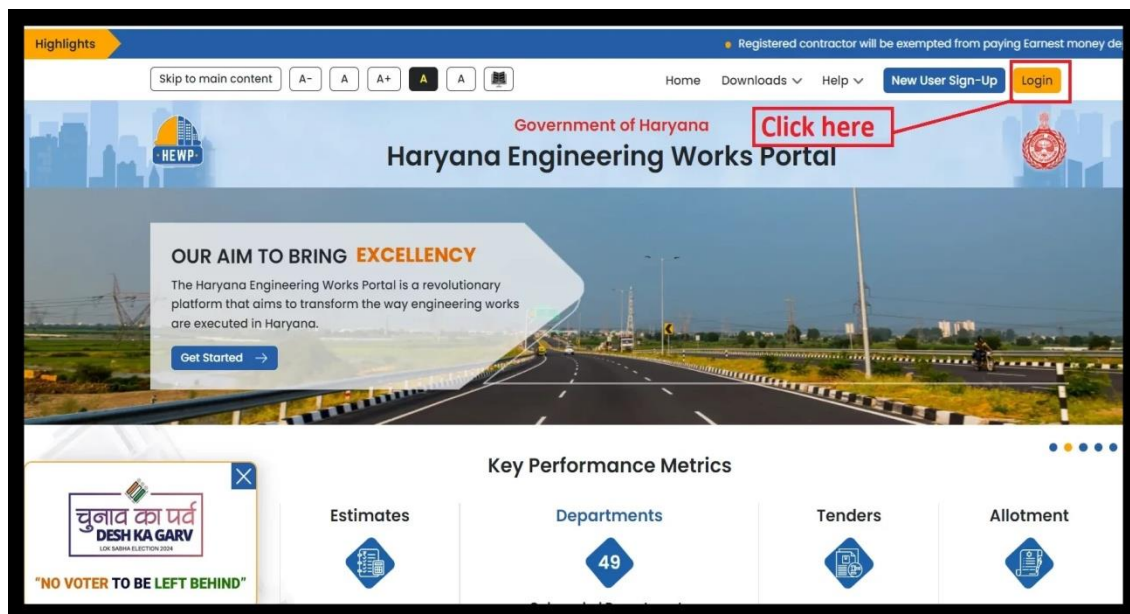 Highlights
Registered contractor will be exempted from paying Earnest money
Skip to main content A- A A+ A A
Home Downloads Help New User Sign-Up Login
Click here
HEWP
Government of Haryana
Haryana Engineering Works Portal
OUR AIM TO BRING EXCELLENCY
The Haryana Engineering Works Portal is a revolutionary
platform that aims to transform the way engineering works
are executed in Haryana.
Get Started →
Key Performance Metrics
चुनाव का पर्व
DESH KA GARV
LOK SABHA ELECTION 2024
"NO VOTER TO BE LEFT BEHIND"
Estimates
Departments
49
Tenders
Allotment